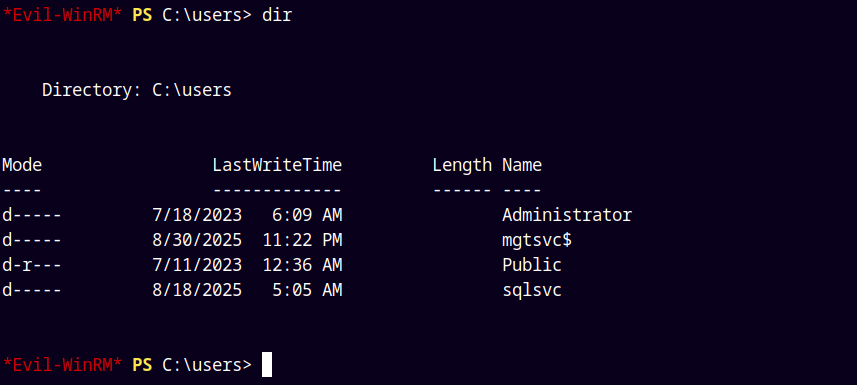 *Evil-WinRM* PS C:\users> dir
Directory: C:\users
Mode LastWriteTime Length Name
---- ------------- ------ ----
d----- 7/18/2023 6:09 AM Administrator
d----- 8/30/2025 11:22 PM mgtsvc$
d-r--- 7/11/2023 12:36 AM Public
d----- 8/18/2025 5:05 AM sqlsvc
*Evil-WinRM* PS C:\users>